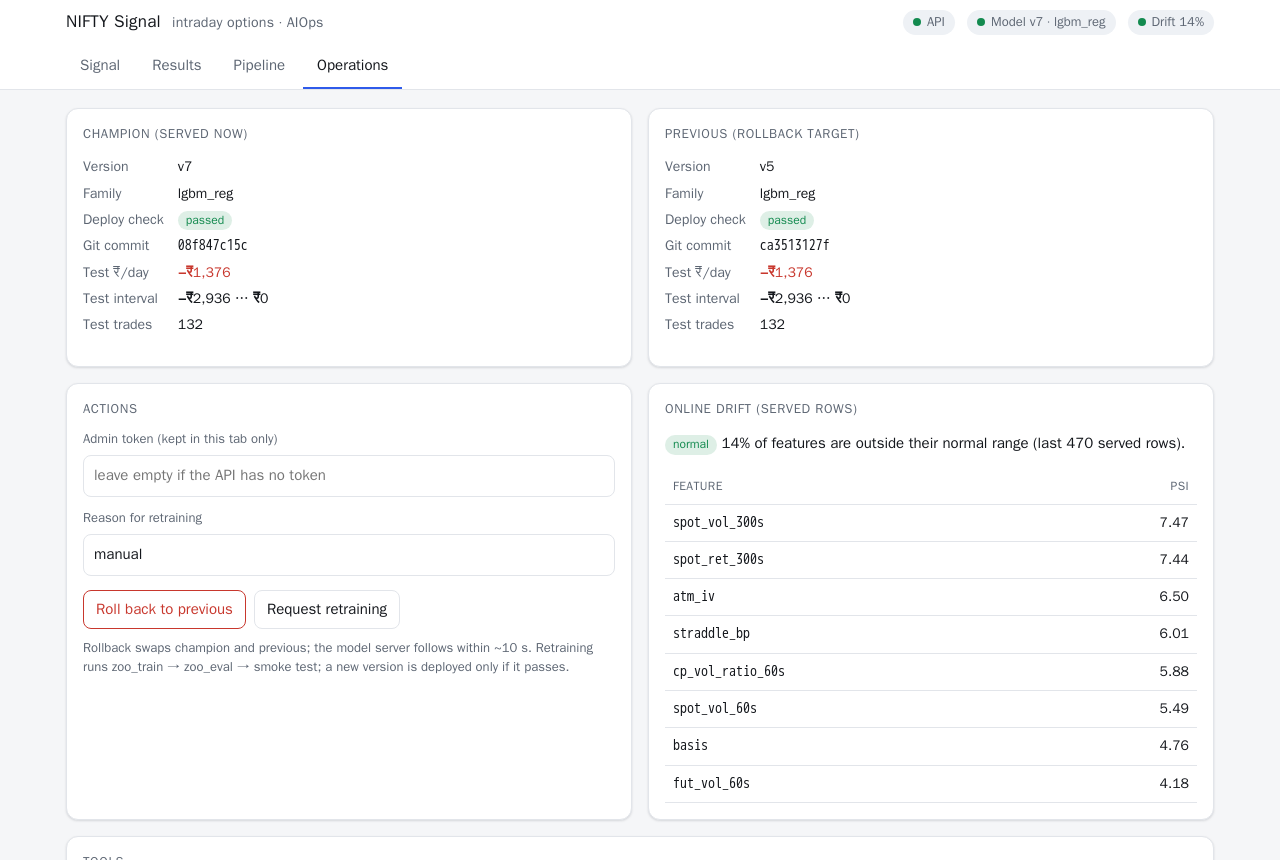 NIFTY Signal intraday options · AIOps
API
Model v7 · lgbm_reg
Drift 14%
Signal Results Pipeline Operations
CHAMPION (SERVED NOW)
Version v7
Family lgbm_reg
Deploy check passed
Git commit 08f847c15c
Test ₹/day –₹1,376
Test interval –₹2,936 ⋯ ₹0
Test trades 132
PREVIOUS (ROLLBACK TARGET)
Version v5
Family lgbm_reg
Deploy check passed
Git commit ca3513127f
Test ₹/day –₹1,376
Test interval –₹2,936 ⋯ ₹0
Test trades 132
ACTIONS
Admin token (kept in this tab only)
leave empty if the API has no token
Reason for retraining
manual
Roll back to previous Request retraining
Rollback swaps champion and previous; the model server follows within ~10 s. Retraining
runs zoo_train → zoo_eval → smoke test; a new version is deployed only if it passes.
ONLINE DRIFT (SERVED ROWS)
normal 14% of features are outside their normal range (last 470 served rows).
FEATURE PSI
spot_vol_300s 7.47
spot_ret_300s 7.44
atm_iv 6.50
straddle_bp 6.01
cp_vol_ratio_60s 5.88
spot_vol_60s 5.49
basis 4.76
fut_vol_60s 4.18
TOOLS